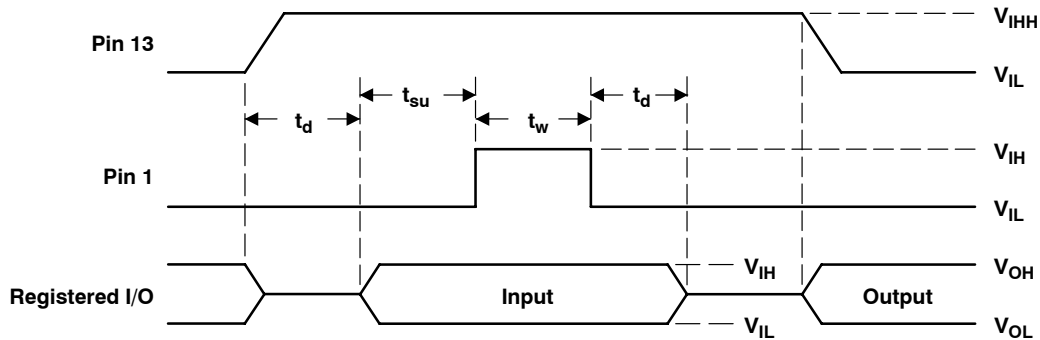 Pin 13
V_IHH
V_IL
t_d
t_su
t_w
t_d
Pin 1
V_IH
V_IL
Registered I/O
Input
V_IH
V_IL
Output
V_OH
V_OL